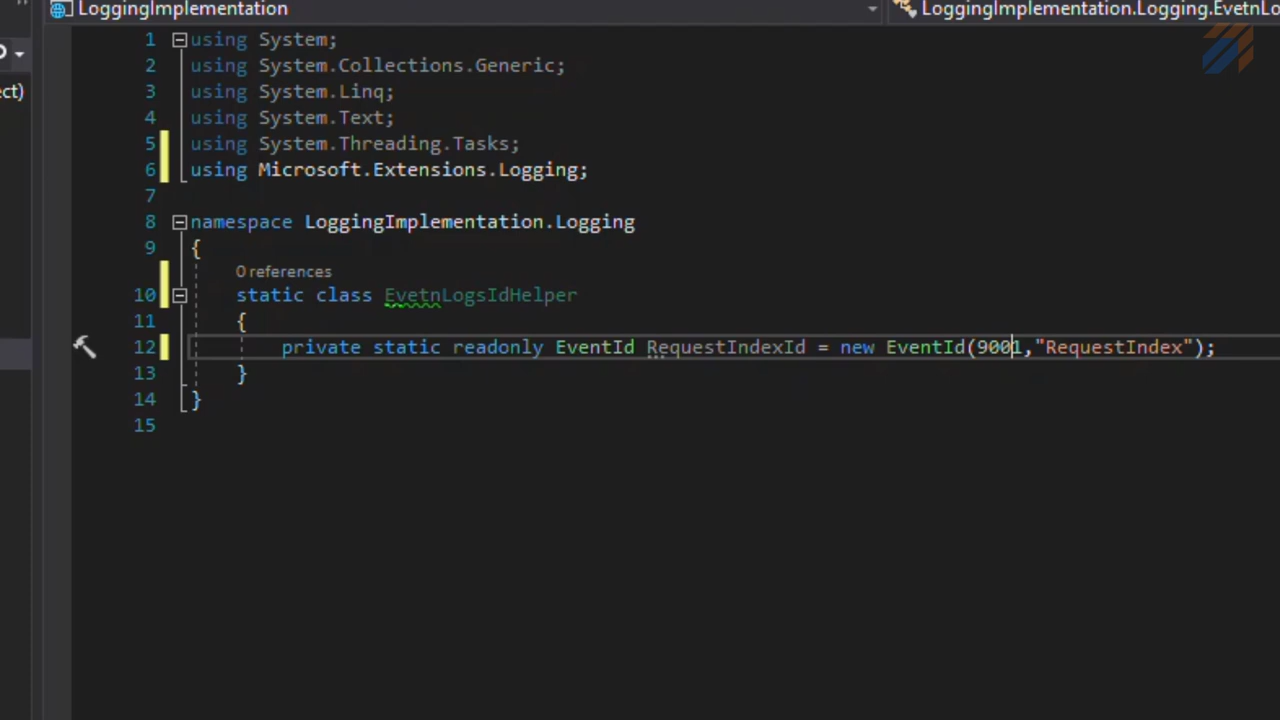 LoggingImplementation
LoggingImplementation.Logging.EvetnLo
ect)
1 using System;
2 using System.Collections.Generic;
3 using System.Linq;
4 using System.Text;
5 using System.Threading.Tasks;
6 using Microsoft.Extensions.Logging;
7
8 namespace LoggingImplementation.Logging
9 {
0 references
10 static class EvetnLogsIdHelper
11 {
12 private static readonly EventId RequestIndexId = new EventId(9001,"RequestIndex");
13 }
14 }
15